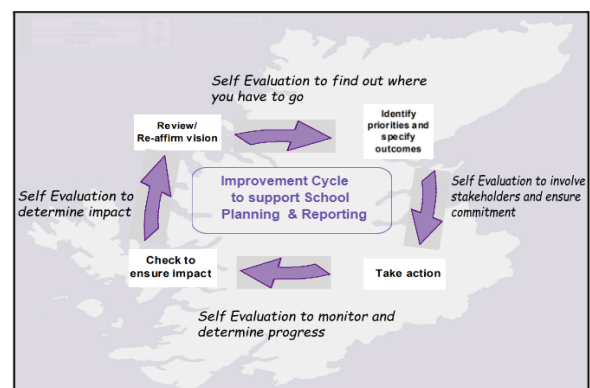 Self Evaluation to find out where
you have to go
Review/
Re-affirm vision
Identify
priorities and
specify
outcomes
Improvement Cycle
to support School
Planning & Reporting
Self Evaluation to
determine impact
Self Evaluation to involve
stakeholders and ensure
commitment
Check to
ensure impact
Take action
Self Evaluation to monitor and
determine progress